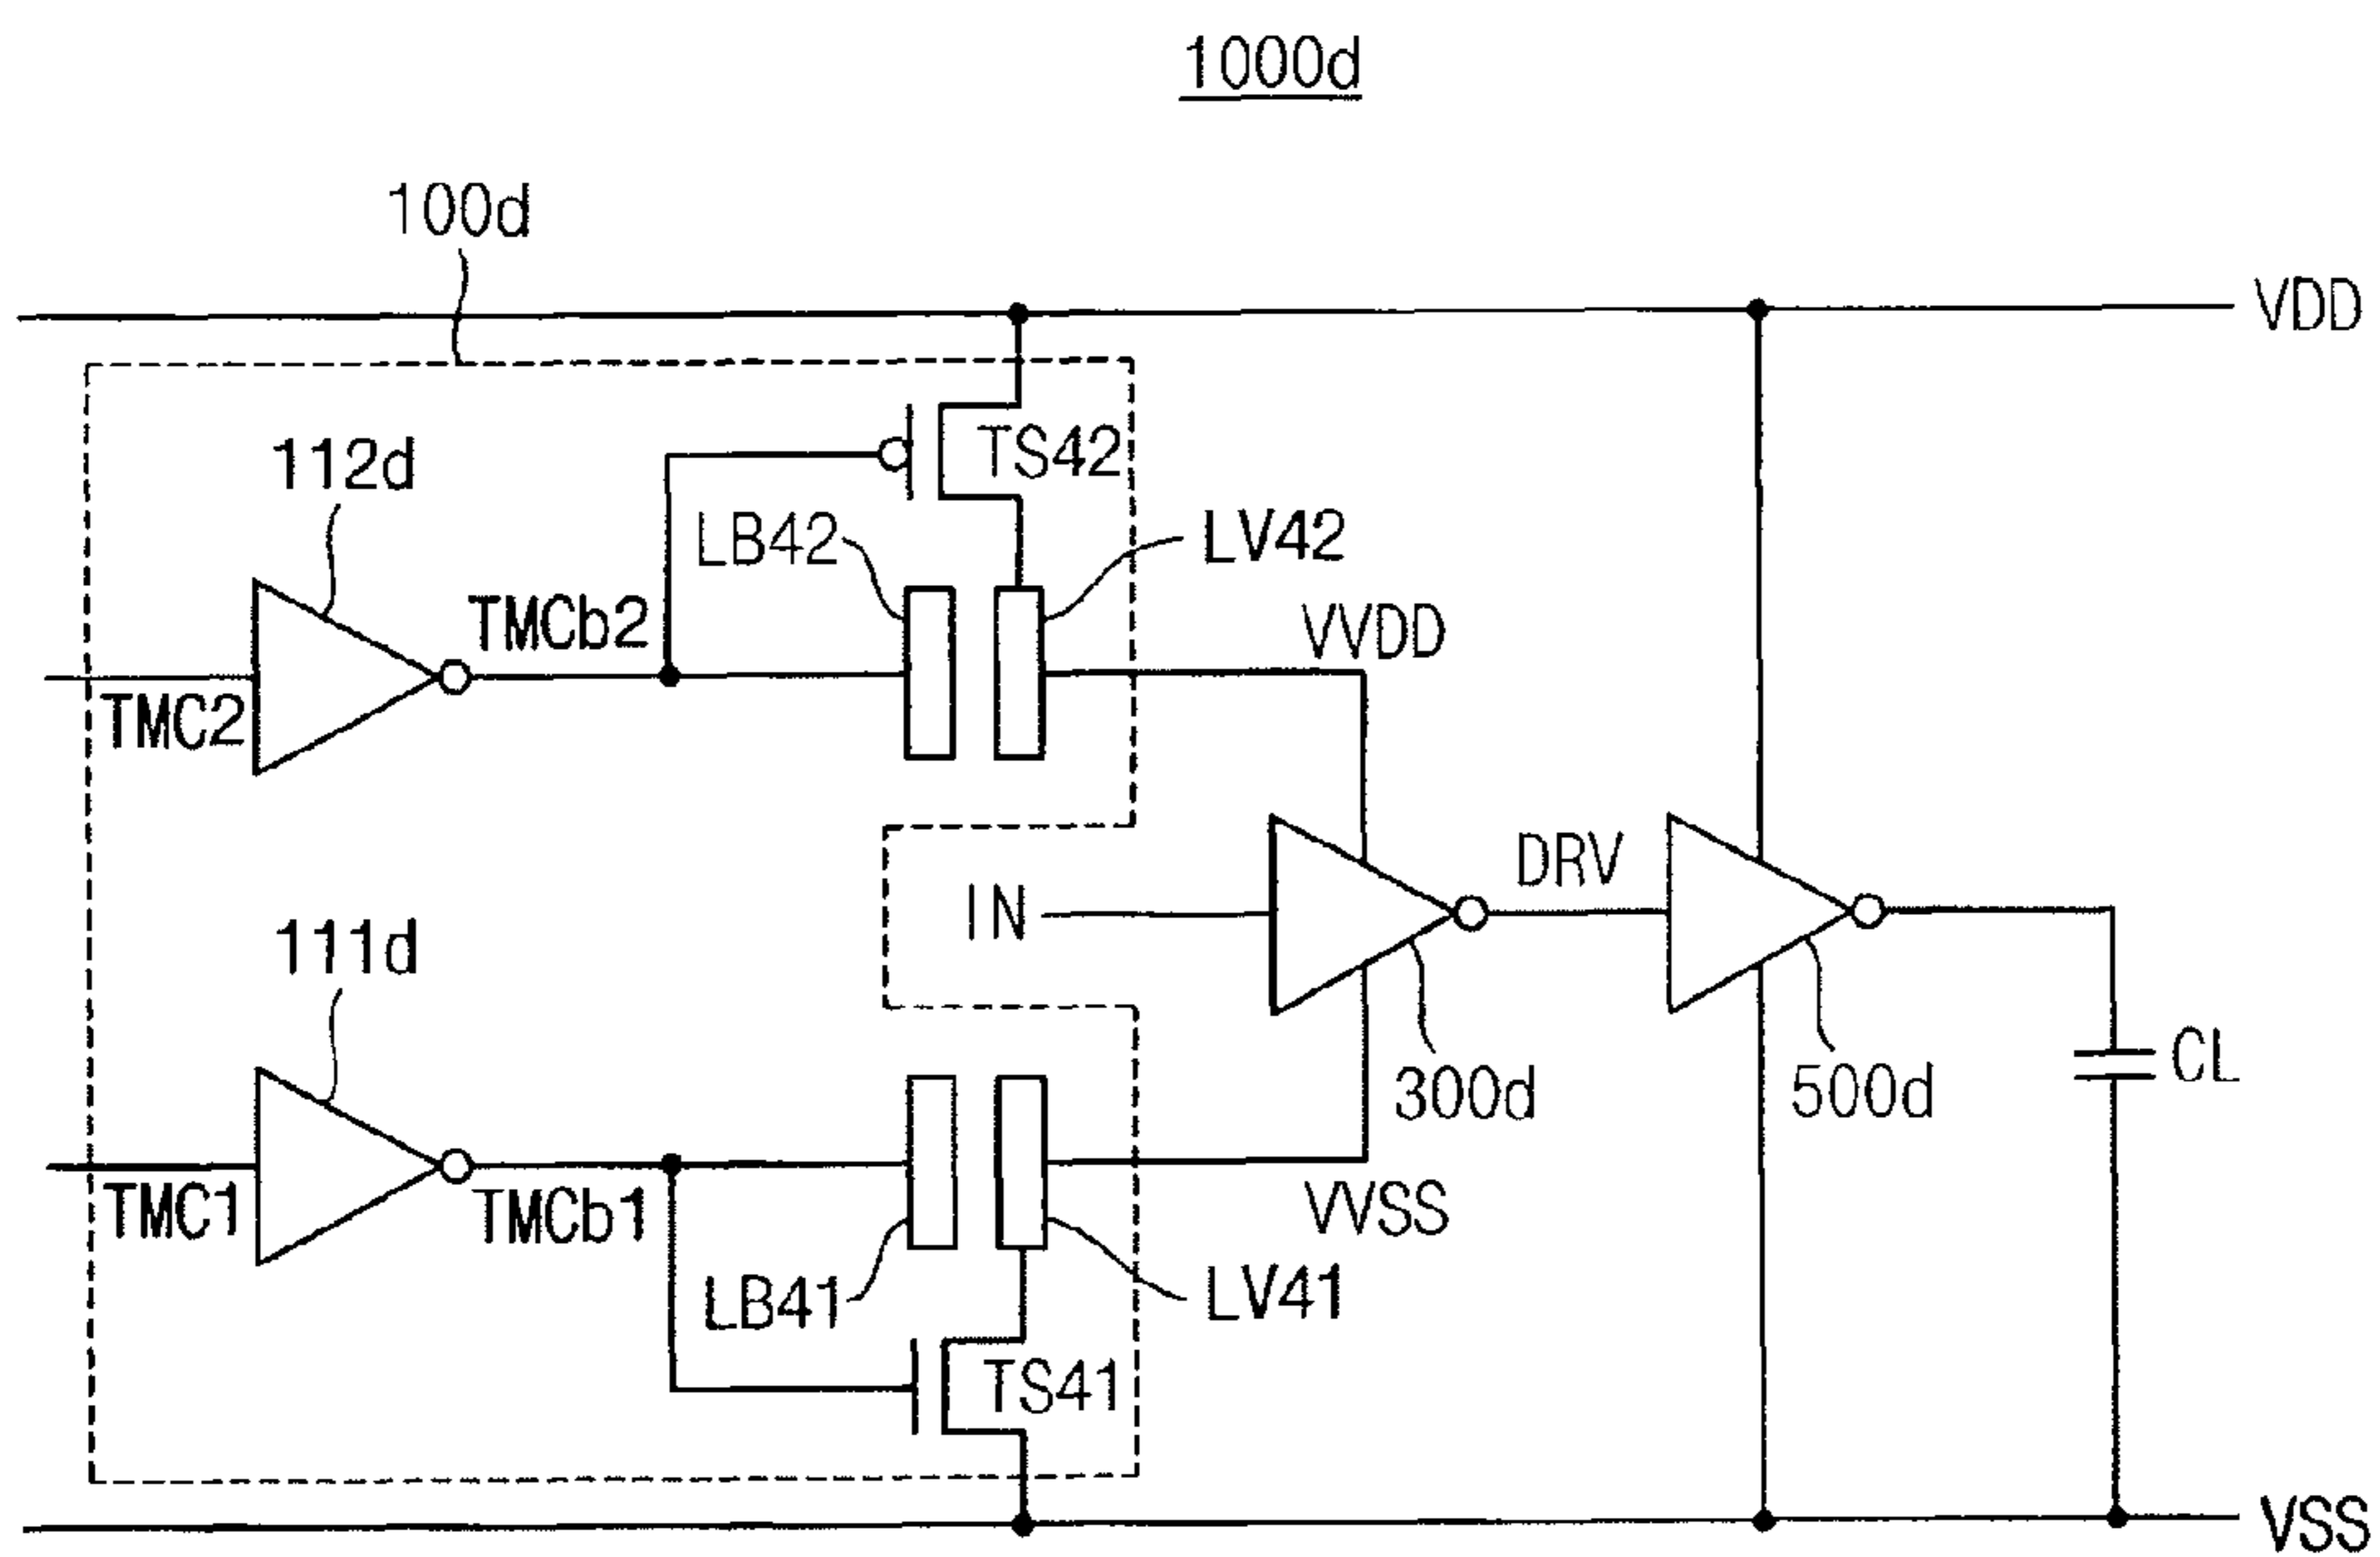 1000d
100d
VDD
TS42
112d
LB42
LV42
TMCb2
VVDD
TMC2
DRV
IN
111d
CL
300d
500d
TMC1
TMCb1
VVSS
LB41
LV41
TS41
VSS